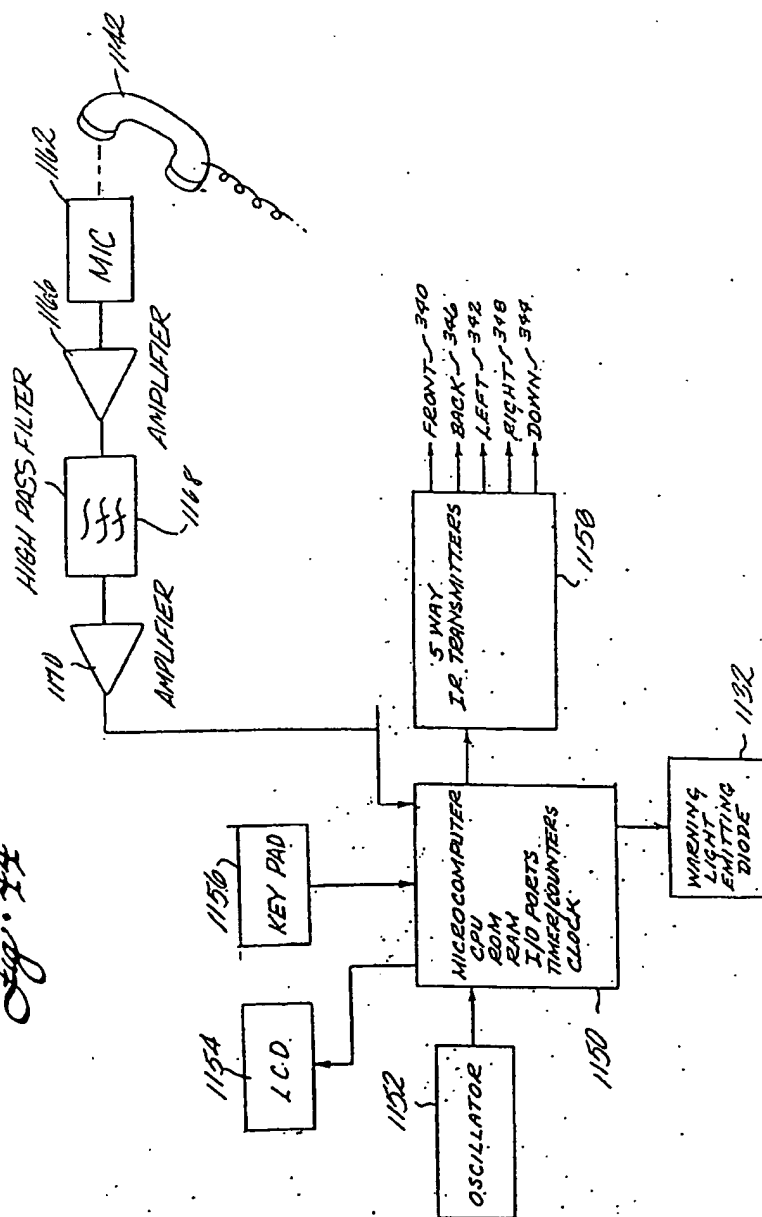 Fig. 44
HIGH PASS FILTER
1162
1142
MIC
1166
AMPLIFIER
1168
1170
AMPLIFIER
1154
L.C.D.
1156
KEY PAD
1152
OSCILLATOR
MICROCOMPUTER
CPU
ROM
RAM
I/O PORTS
TIMER/COUNTERS
CLOCK
1150
5 WAY
I.R. TRANSMITTERS
1158
FRONT 340
BACK 346
LEFT 342
RIGHT 348
DOWN 344
WARNING
LIGHT
EMITTING
DIODE
1132